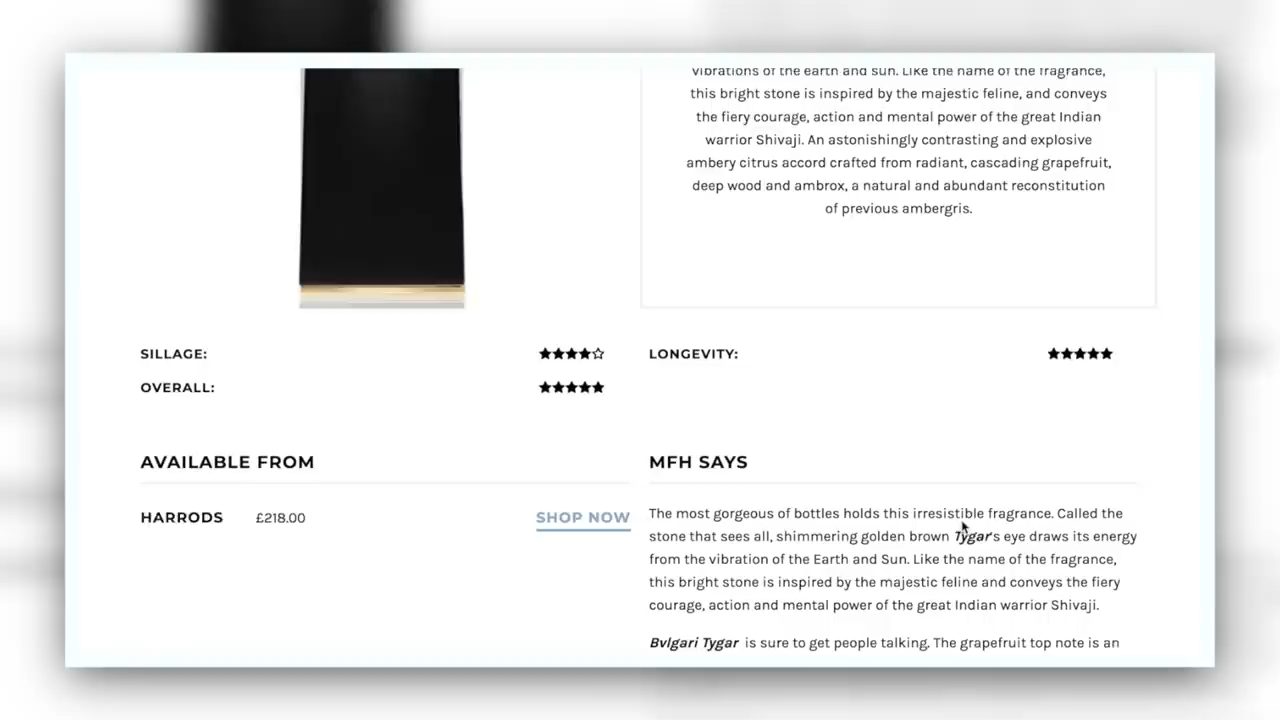 vibrations of the earth and sun. Like the name of the fragrance,
this bright stone is inspired by the majestic feline, and conveys
the fiery courage, action and mental power of the great Indian
warrior Shivaji. An astonishingly contrasting and explosive
ambery citrus accord crafted from radiant, cascading grapefruit,
deep wood and ambrox, a natural and abundant reconstitution
of previous ambergris.
SILLAGE: ★★★★☆
LONGEVITY: ★★★★★
OVERALL: ★★★★★
AVAILABLE FROM
HARRODS £218.00 SHOP NOW
MFH SAYS
The most gorgeous of bottles holds this irresistible fragrance. Called the
stone that sees all, shimmering golden brown Tygar's eye draws its energy
from the vibration of the Earth and Sun. Like the name of the fragrance,
this bright stone is inspired by the majestic feline and conveys the fiery
courage, action and mental power of the great Indian warrior Shivaji.
Bvlgari Tygar is sure to get people talking. The grapefruit top note is an